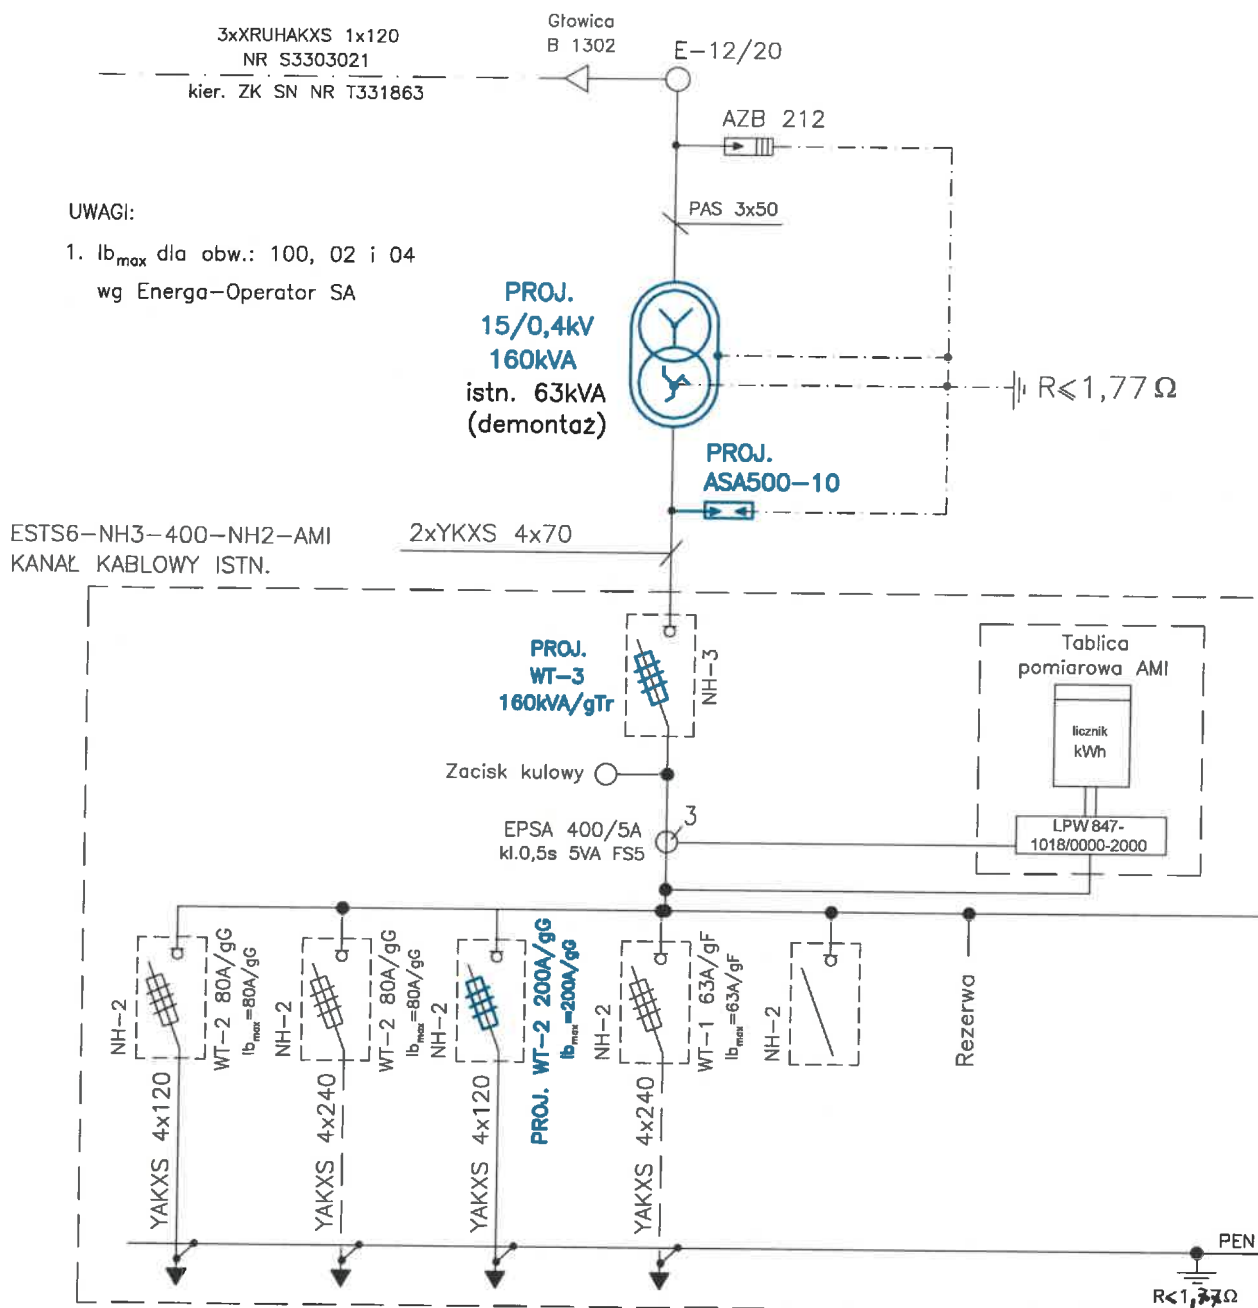 3xXRUHAKXS 1x120
NR S3303021
kier. ZK SN NR T331863
Głowica
B 1302
E-12/20
AZB 212
UWAGI:
1. Ibmax dla obw.: 100, 02 i 04
wg Energa-Operator SA
PAS 3x50
PROJ.
15/0,4kV
160kVA
istn. 63kVA
(demontaż)
R⩽1,77Ω
PROJ.
ASA500-10
ESTS6-NH3-400-NH2-AMI
KANAŁ KABLOWY ISTN.
2xYKXS 4x70
PROJ.
WT-3
160kVA/gTr
NH-3
Tablica
pomiarowa AMI
licznik
kWh
LPW 847-
1018/0000-2000
Zacisk kulowy
3
EPSA 400/5A
kl.0,5s 5VA FS5
NH-2
WT-2 80A/gG
Ibmax=80A/gG
YAKXS 4x120
NH-2
WT-2 80A/gG
Ibmax=80A/gG
YAKXS 4x240
NH-2
PROJ. WT-2 200A/gG
Ibmax=200A/gG
YAKXS 4x120
NH-2
WT-1 63A/gF
Ibmax=63A/gF
YAKXS 4x240
NH-2
Rezerwa
PEN
R⩽1,77Ω